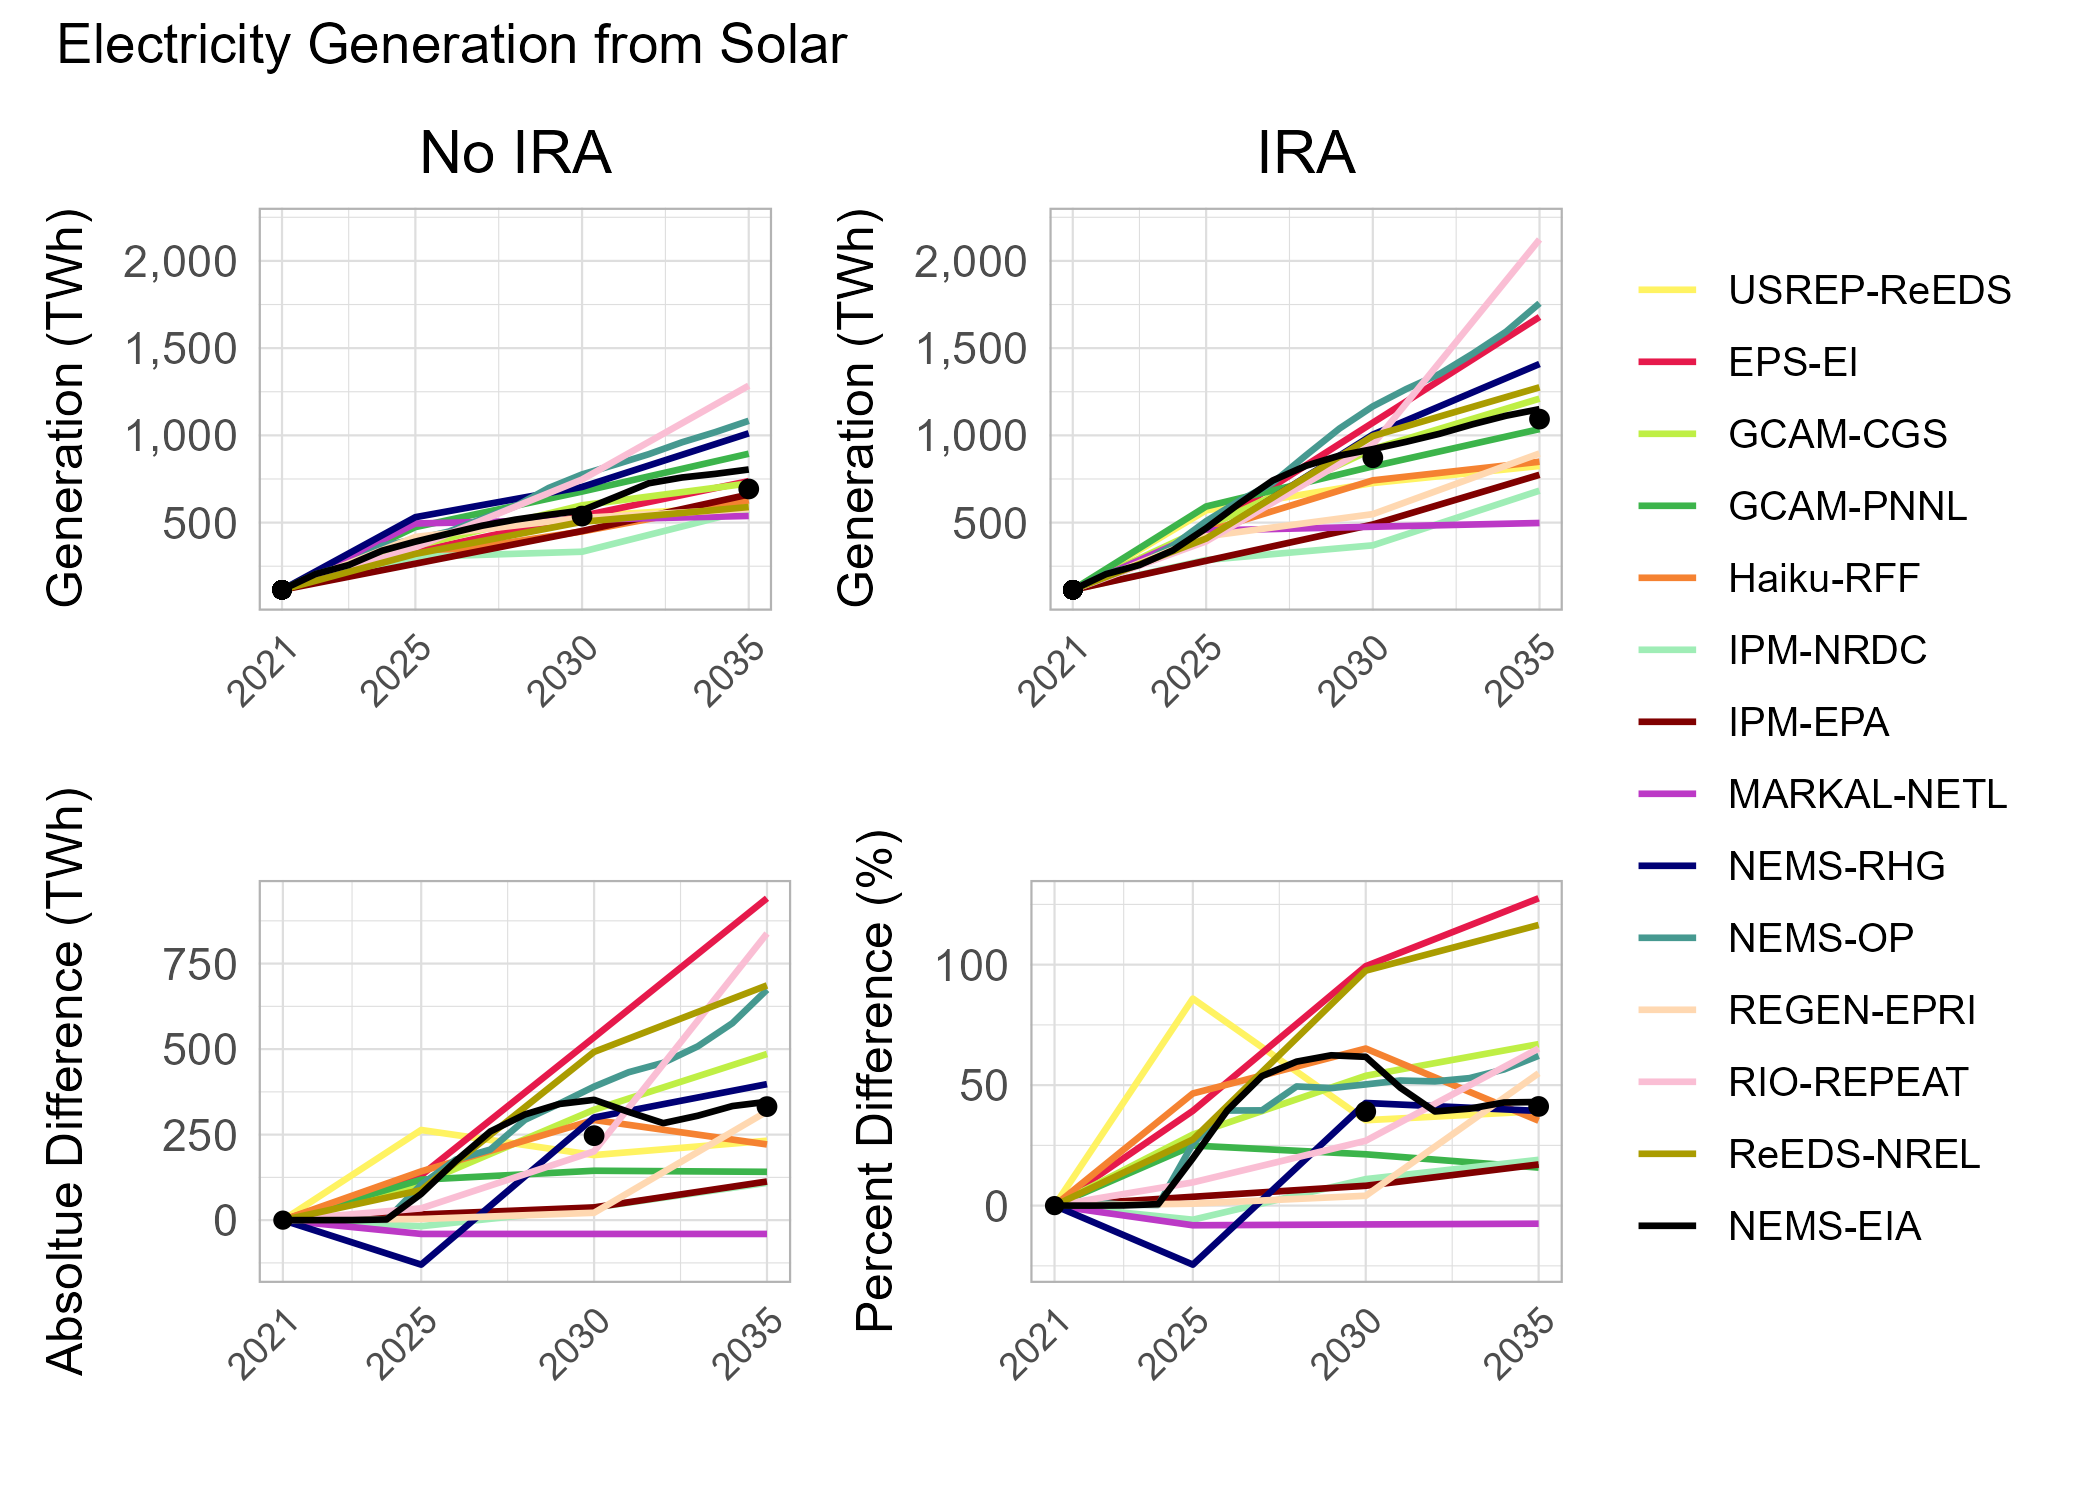 Electricity Generation from Solar
No IRA
IRA
Generation (TWh)
2,000
1,500
1,000
500
2021
2025
2030
2035
Generation (TWh)
2,000
1,500
1,000
500
2021
2025
2030
2035
Absoltue Difference (TWh)
750
500
250
0
2021
2025
2030
2035
Percent Difference (%)
100
50
0
2021
2025
2030
2035
USREP-ReEDS
EPS-EI
GCAM-CGS
GCAM-PNNL
Haiku-RFF
IPM-NRDC
IPM-EPA
MARKAL-NETL
NEMS-RHG
NEMS-OP
REGEN-EPRI
RIO-REPEAT
ReEDS-NREL
NEMS-EIA